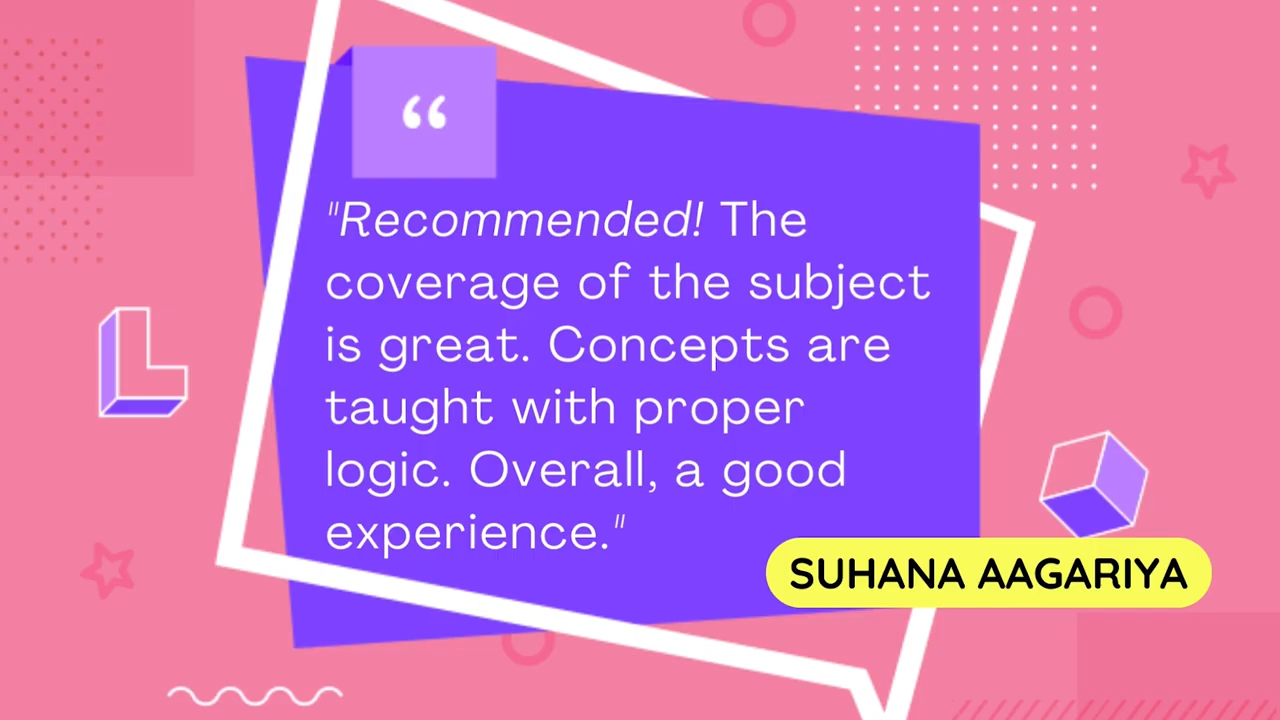 “
"Recommended! The
coverage of the subject
is great. Concepts are
taught with proper
logic. Overall, a good
experience."
SUHANA AAGARIYA